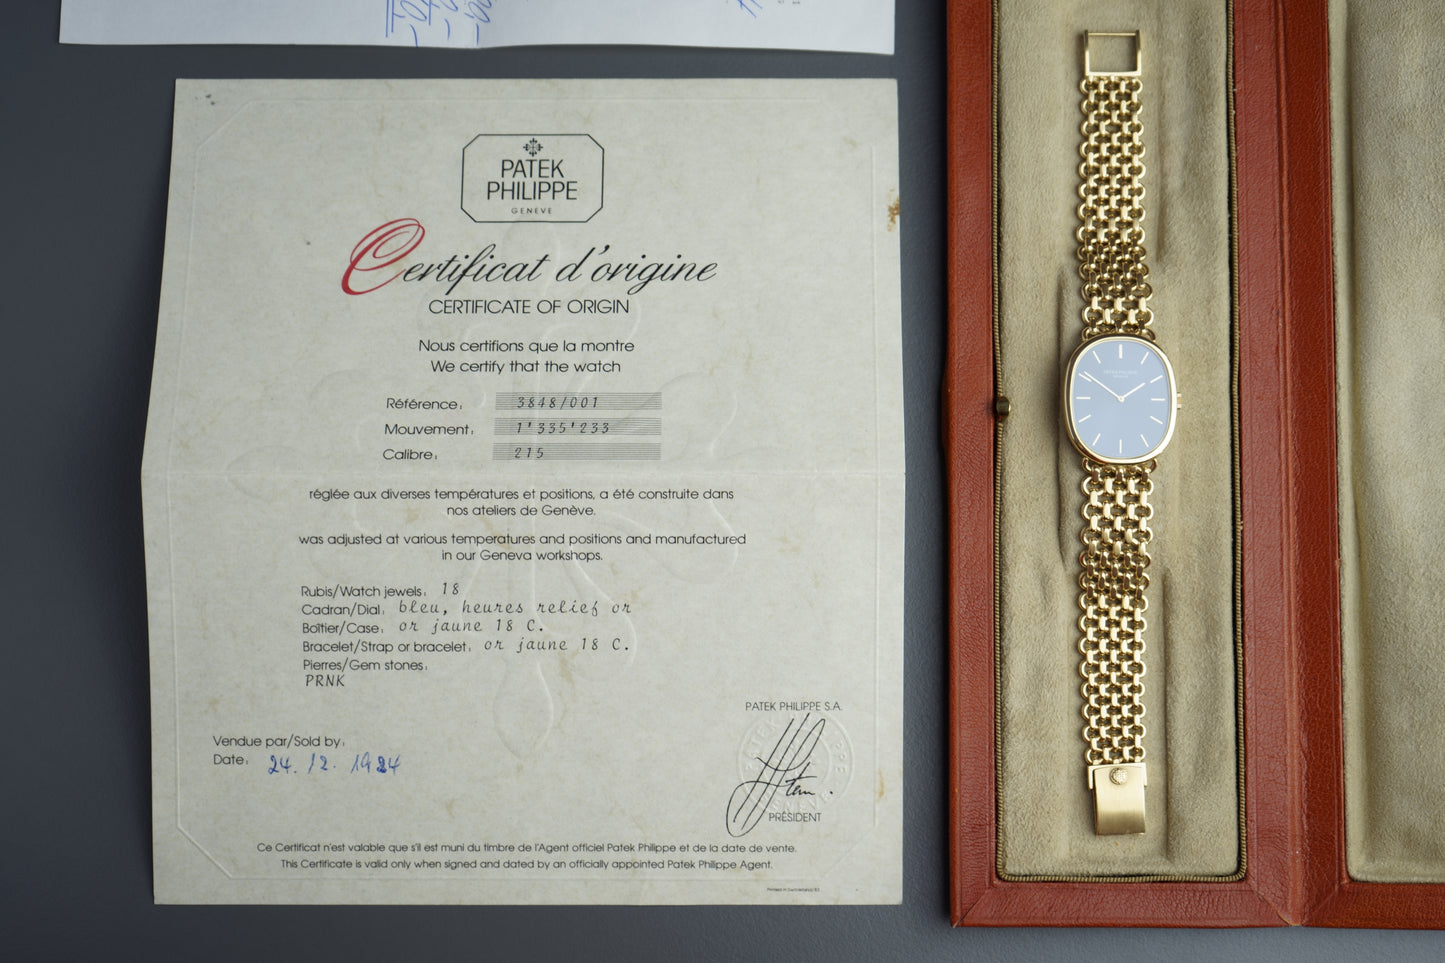 PATEK
PHILIPPE
GENEVE
Certificat d'origine
CERTIFICATE OF ORIGIN
Nous certifions que la montre
We certify that the watch
Référence: 3848/001
Mouvement: 1'335'233
Calibre: 215
réglée aux diverses températures et positions, a été construite dans
nos ateliers de Genève.
was adjusted at various temperatures and positions and manufactured
in our Geneva workshops.
Rubis/Watch jewels: 18
Cadran/Dial: bleu, heures relief or
Boîtier/Case: or jaune 18 C.
Bracelet/Strap or bracelet: or jaune 18 C.
Pierres/Gem stones:
PRNK
PATEK PHILIPPE S.A.
Vendue par/Sold by:
Date: 24. 12. 1984
PRÉSIDENT
Ce Certificat n'est valable que s'il est muni du timbre de l'Agent officiel Patek Philippe et de la date de vente.
This Certificate is valid only when signed and dated by an officially appointed Patek Philippe Agent.
PATEK PHILIPPE
GENEVE